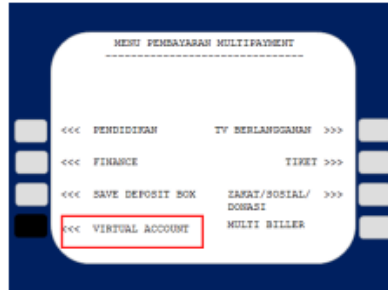 MENU PEMBAYARAN MULTIPAYMENT
------------------------------
<<< PENDIDIKAN TV BERLANGGANAN >>>
<<< FINANCE TIKET >>>
<<< SAVE DEPOSIT BOX ZAKAT/SOSIAL/ >>>
DONASI
<<< VIRTUAL ACCOUNT MULTI BILLER